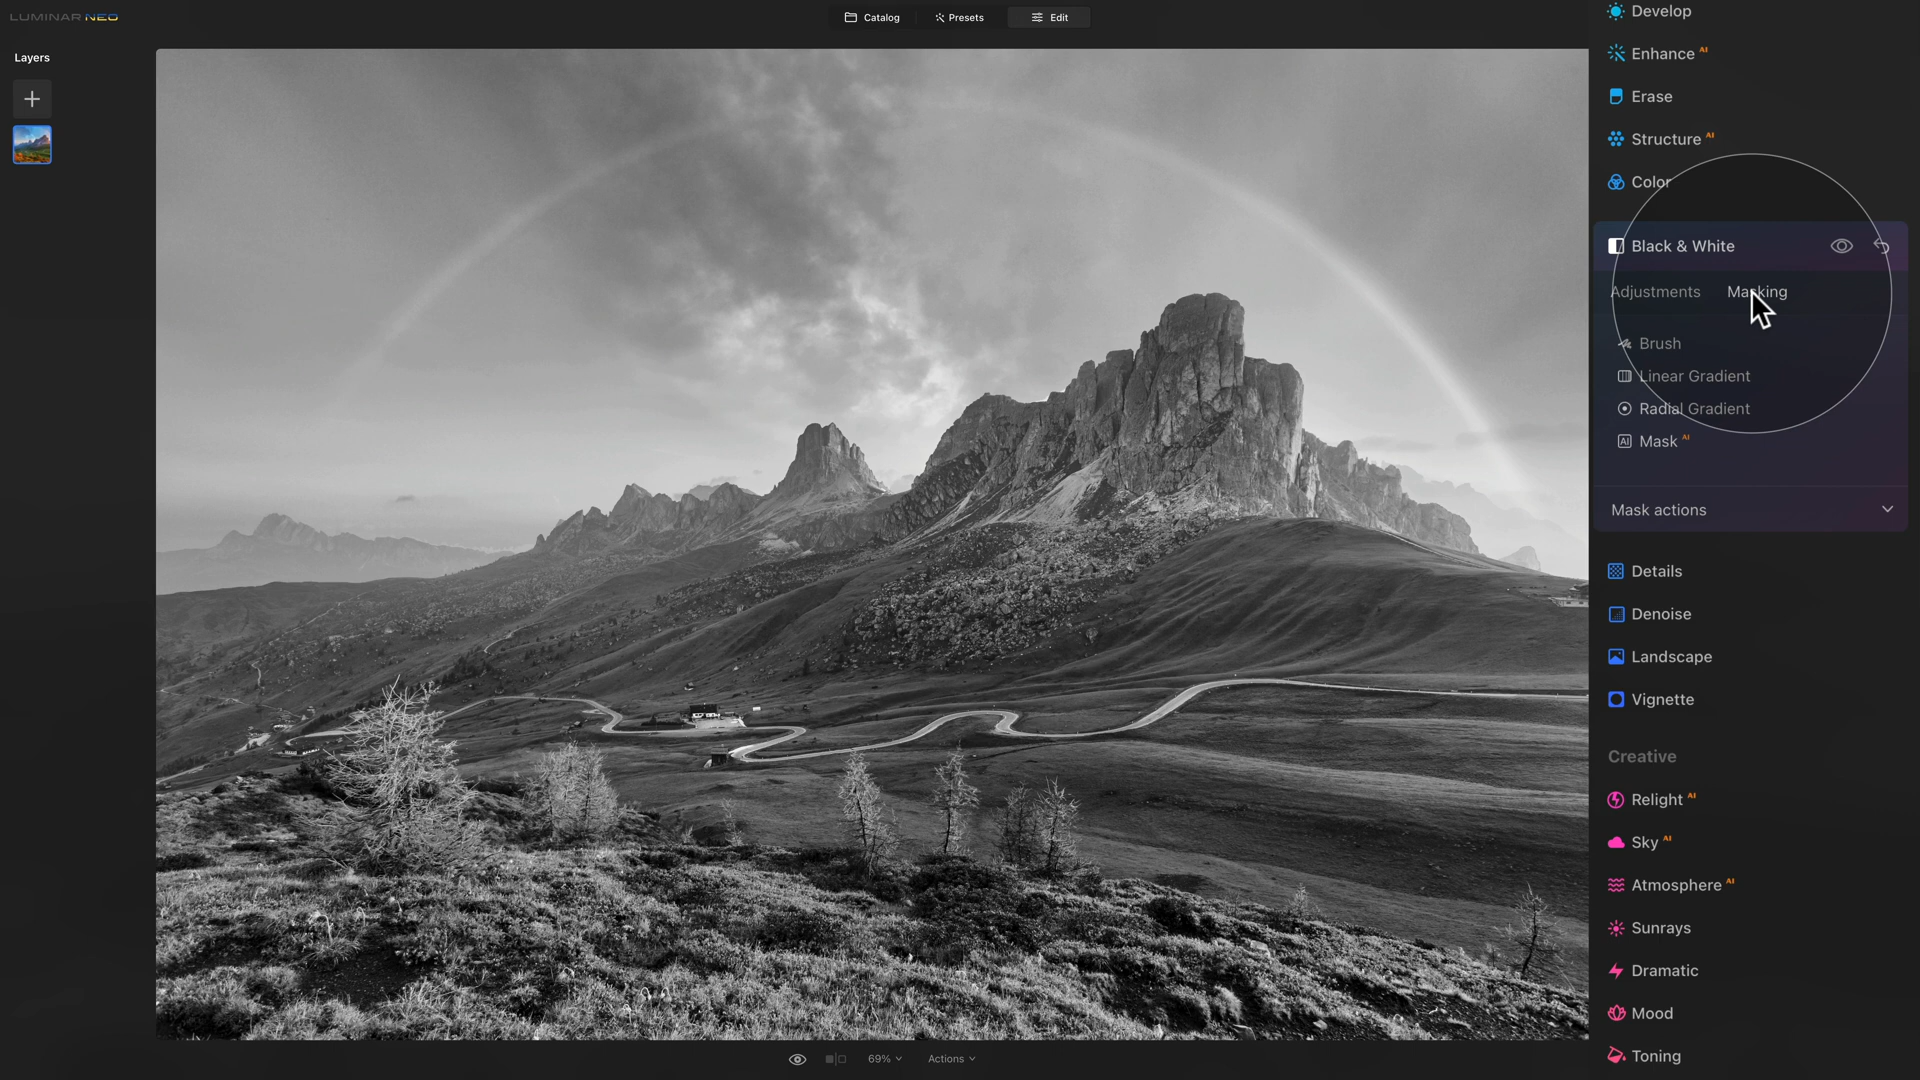 LUMINAR NEO
Catalog
Presets
Edit
Layers
Develop
Enhance AI
Erase
Structure AI
Color
Black & White
Adjustments
Masking
Brush
Linear Gradient
Radial Gradient
AI Mask AI
Mask actions
Details
Denoise
Landscape
Vignette
Creative
Relight AI
Sky AI
Atmosphere AI
Sunrays
Dramatic
Mood
Toning
69%
Actions